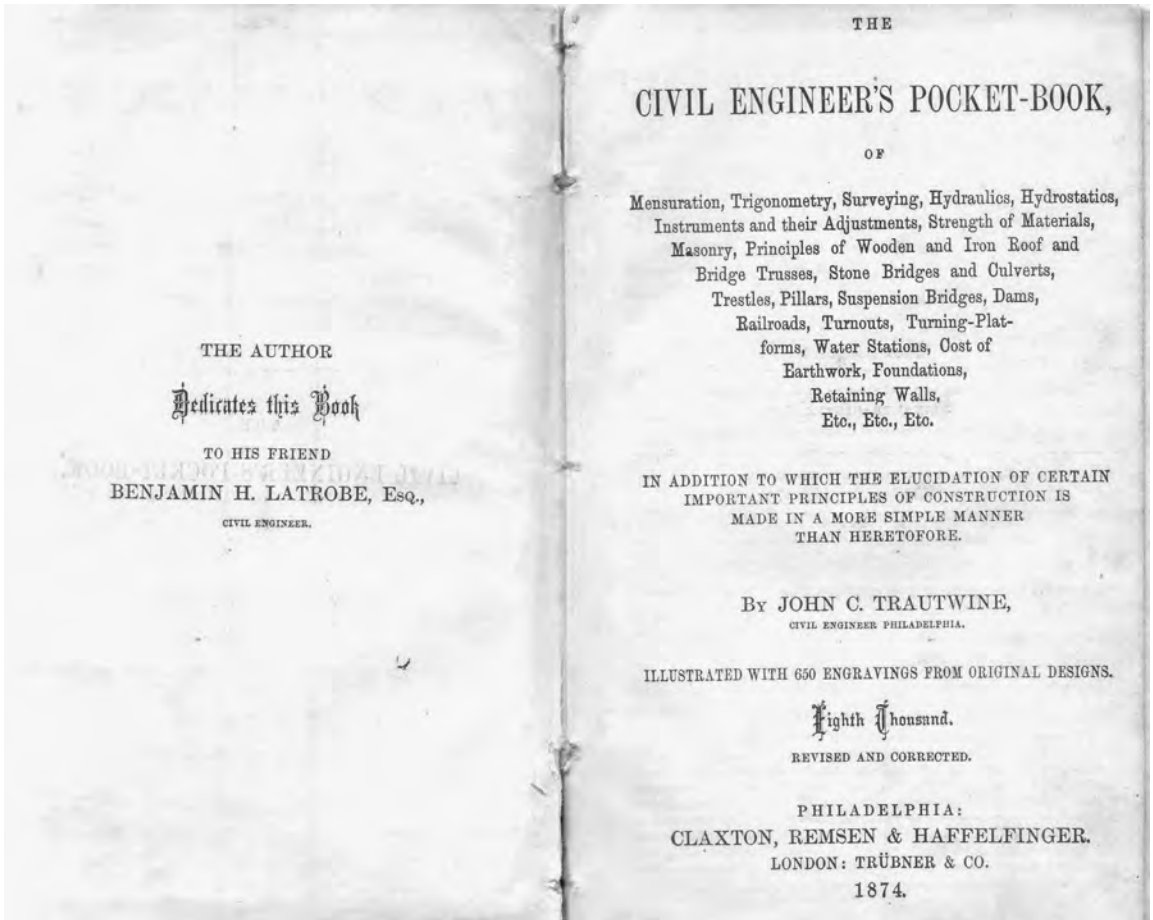 THE AUTHOR
Dedicates this Book
TO HIS FRIEND
BENJAMIN H. LATROBE, Esq.,
CIVIL ENGINEER.
THE
CIVIL ENGINEER'S POCKET-BOOK,
OF
Mensuration, Trigonometry, Surveying, Hydraulics, Hydrostatics,
Instruments and their Adjustments, Strength of Materials,
Masonry, Principles of Wooden and Iron Roof and
Bridge Trusses, Stone Bridges and Culverts,
Trestles, Pillars, Suspension Bridges, Dams,
Railroads, Turnouts, Turning-Plat-
forms, Water Stations, Cost of
Earthwork, Foundations,
Retaining Walls,
Etc., Etc., Etc.
IN ADDITION TO WHICH THE ELUCIDATION OF CERTAIN
IMPORTANT PRINCIPLES OF CONSTRUCTION IS
MADE IN A MORE SIMPLE MANNER
THAN HERETOFORE.
By JOHN C. TRAUTWINE,
CIVIL ENGINEER PHILADELPHIA.
ILLUSTRATED WITH 650 ENGRAVINGS FROM ORIGINAL DESIGNS.
Eighth Thousand.
REVISED AND CORRECTED.
PHILADELPHIA:
CLAXTON, REMSEN & HAFFELFINGER.
LONDON: TRÜBNER & CO.
1874.